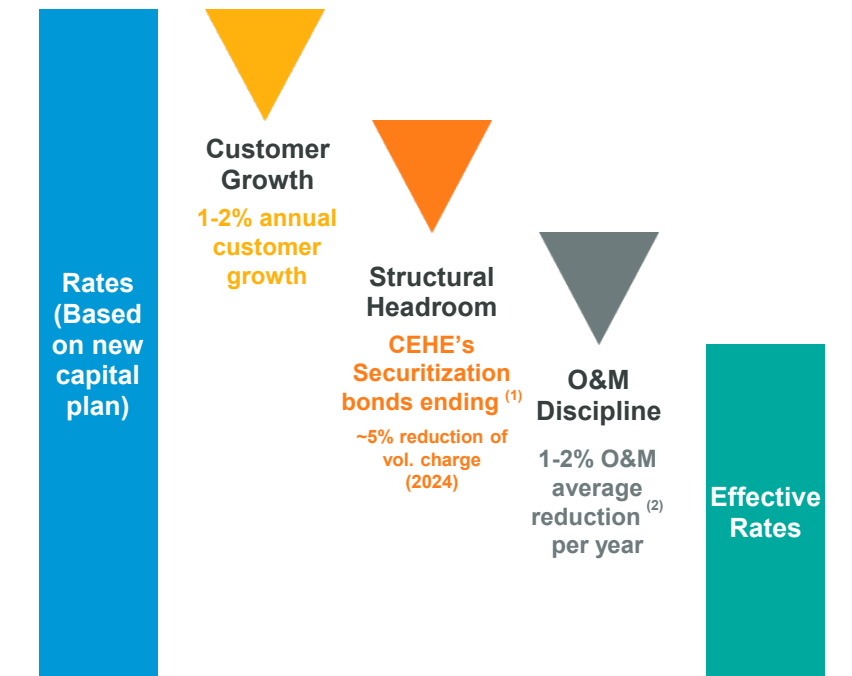 Rates
(Based
on new
capital
plan)
Customer
Growth
1-2% annual
customer
growth
Structural
Headroom
CEHE's
Securitization
bonds ending (1)
~5% reduction of
vol. charge
(2024)
O&M
Discipline
1-2% O&M
average
reduction (2)
per year
Effective
Rates